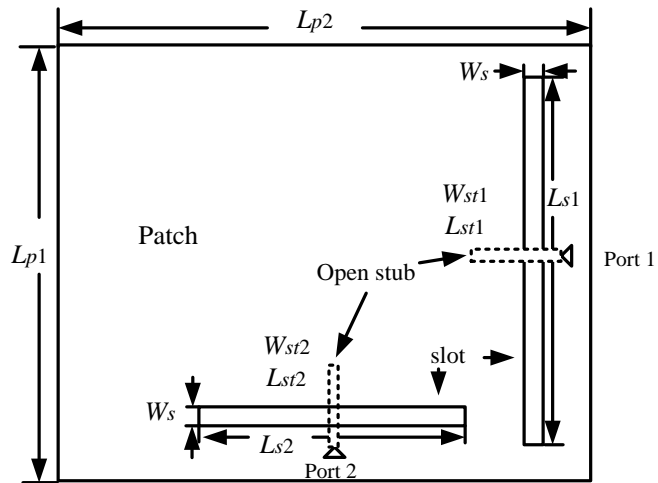 Lp2
Ws
Wst1
Ls1
Lst1
Patch
Lp1
Open stub
Port 1
Wst2
slot
Lst2
Ws
Ls2
Port 2